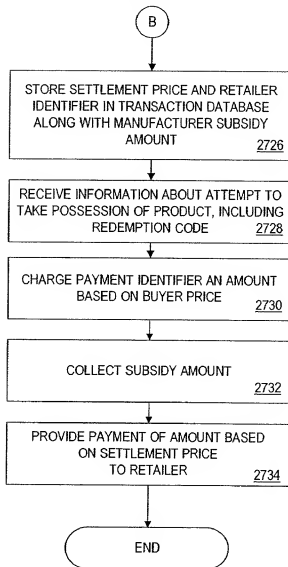 B
STORE SETTLEMENT PRICE AND RETAILER
IDENTIFIER IN TRANSACTION DATABASE
ALONG WITH MANUFACTURER SUBSIDY
AMOUNT
2726
RECEIVE INFORMATION ABOUT ATTEMPT TO
TAKE POSSESSION OF PRODUCT, INCLUDING
REDEMPTION CODE
2728
CHARGE PAYMENT IDENTIFIER AN AMOUNT
BASED ON BUYER PRICE
2730
COLLECT SUBSIDY AMOUNT
2732
PROVIDE PAYMENT OF AMOUNT BASED
ON SETTLEMENT PRICE
TO RETAILER
2734
END